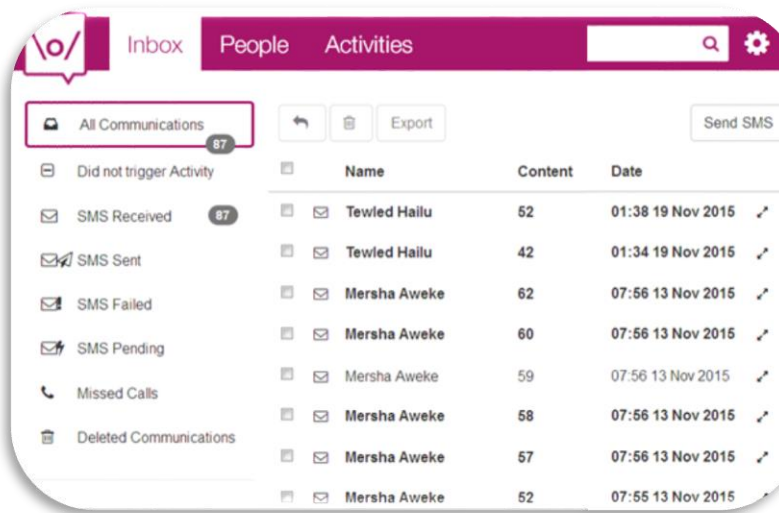 \o/ Inbox People Activities
All Communications
87
Did not trigger Activity
SMS Received 87
SMS Sent
SMS Failed
SMS Pending
Missed Calls
Deleted Communications
Export Send SMS
Name Content Date
Tewled Hailu 52 01:38 19 Nov 2015
Tewled Hailu 42 01:34 19 Nov 2015
Mersha Aweke 62 07:56 13 Nov 2015
Mersha Aweke 60 07:56 13 Nov 2015
Mersha Aweke 59 07:56 13 Nov 2015
Mersha Aweke 58 07:56 13 Nov 2015
Mersha Aweke 57 07:56 13 Nov 2015
Mersha Aweke 52 07:55 13 Nov 2015